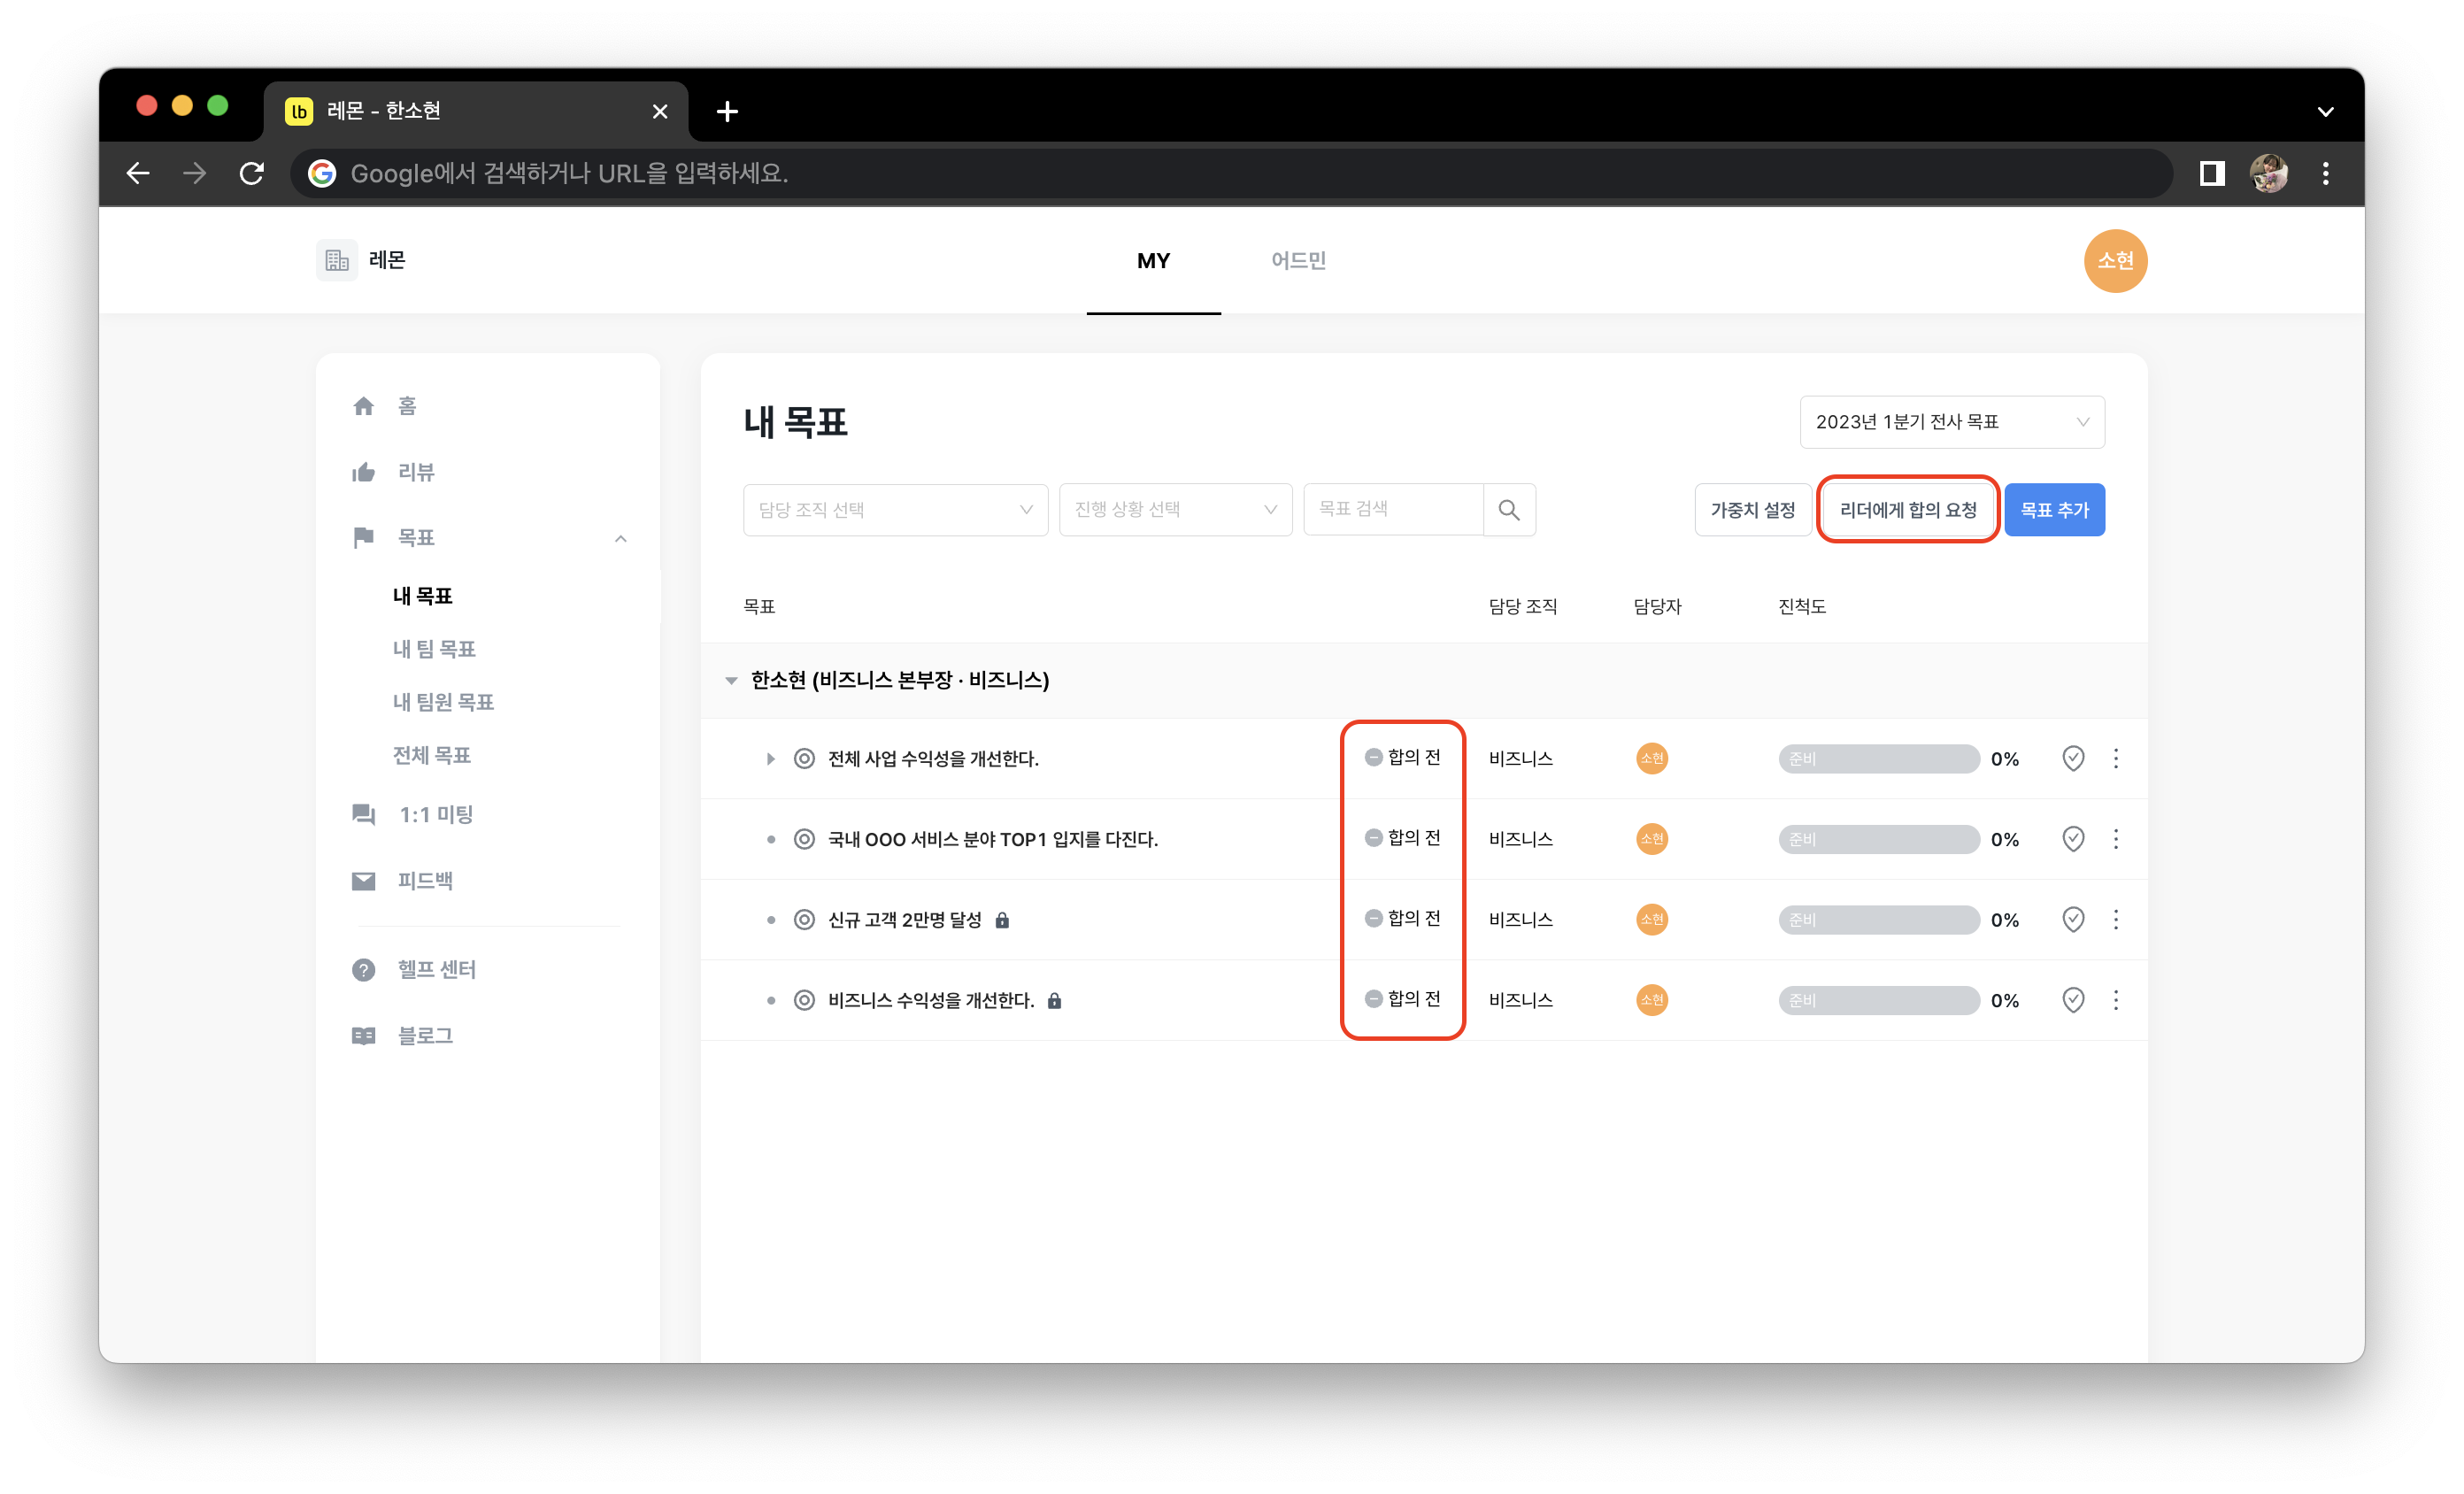 lb 레몬 - 한소현
Google에서 검색하거나 URL을 입력하세요.
레몬 MY 어드민 소현
홈
리뷰
목표
내 목표
내 팀 목표
내 팀원 목표
전체 목표
1:1 미팅
피드백
헬프 센터
블로그
내 목표 2023년 1분기 전사 목표
담당 조직 선택 진행 상황 선택 목표 검색 가중치 설정 리더에게 합의 요청 목표 추가
목표 담당 조직 담당자 진척도
한소현 (비즈니스 본부장 · 비즈니스)
전체 사업 수익성을 개선한다. 합의 전 비즈니스 소현 준비 0%
국내 OOO 서비스 분야 TOP1 입지를 다진다. 합의 전 비즈니스 소현 준비 0%
신규 고객 2만명 달성 합의 전 비즈니스 소현 준비 0%
비즈니스 수익성을 개선한다. 합의 전 비즈니스 소현 준비 0%